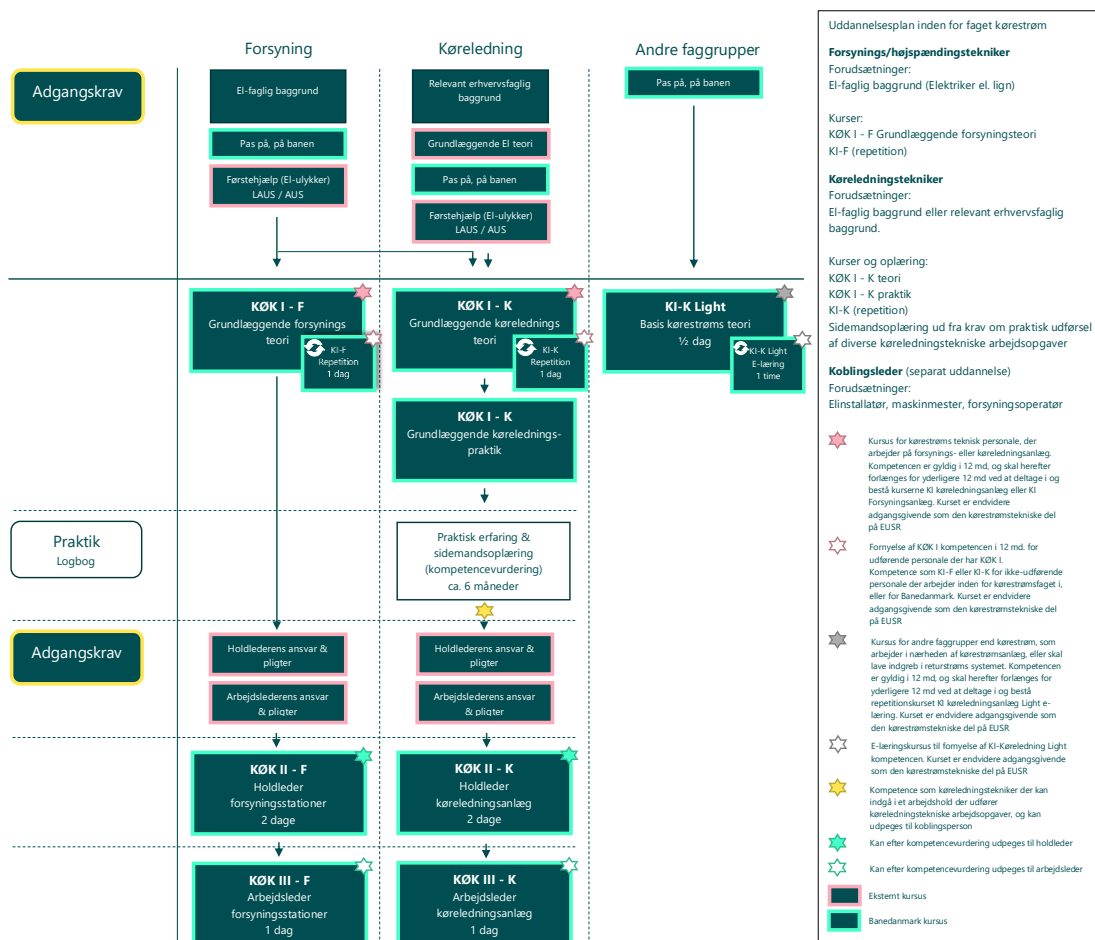 Forsyning
Køreledning
Andre faggrupper
Adgangskrav
El-faglig baggrund
Relevant erhvervsfaglig
baggrund
Pas på, på banen
Pas på, på banen
Grundlæggende El teori
Førstehjælp (El-ulykker)
LAUS / AUS
Pas på, på banen
Førstehjælp (El-ulykker)
LAUS / AUS
KØK I - F
Grundlæggende forsynings
teori
KI-F
Repetition
1 dag
KØK I - K
Grundlæggende kørelednings
teori
KI-K
Repetition
1 dag
KI-K Light
Basis kørestrøms teori
½ dag
KI-K Light
E-læring
1 time
KØK I - K
Grundlæggende kørelednings-
praktik
Praktik
Logbog
Praktisk erfaring &
sidemandsoplæring
(kompetencevurdering)
ca. 6 måneder
Adgangskrav
Holdlederens ansvar &
pligter
Holdlederens ansvar &
pligter
Arbejdslederens ansvar
& pligter
Arbejdslederens ansvar
& pligter
KØK II - F
Holdleder
forsyningsstationer
2 dage
KØK II - K
Holdleder
køreledningsanlæg
2 dage
KØK III - F
Arbejdsleder
forsyningsstationer
1 dag
KØK III - K
Arbejdsleder
køreledningsanlæg
1 dag
Uddannelsesplan inden for faget kørestrøm
Forsynings/højspændingtekniker
Forudsætninger:
El-faglig baggrund (Elektriker el. lign)
Kurser:
KØK I - F Grundlæggende forsyningsteori
KI-F (repetition)
Køreledningstekniker
Forudsætninger:
El-faglig baggrund eller relevant erhvervsfaglig
baggrund.
Kurser og oplæring:
KØK I - K teori
KØK I - K praktik
KI-K (repetition)
Sidemandsoplæring ud fra krav om praktisk udførsel
af diverse køreledningstekniske arbejdsopgaver
Koblingsleder (separat uddannelse)
Forudsætninger:
Elinstallatør, maskinmester, forsyningsoperatør
Kursus for kørestrøms teknisk personale, der
arbejder på forsynings- eller køreledningsanlæg.
Kompetencen er gyldig i 12 md, og skal herefter
forlænges for yderligere 12 md ved at deltage i og
bestå kurserne KI køreledningsanlæg eller KI
Forsyningsanlæg. Kurset er endvidere
adgangsgivende som den kørestrømstekniske del
på EUSR
Fornyelse af KØK I kompetencen i 12 md. for
udførende personale der har KØK I.
Kompetence som KI-F eller KI-K for ikke-udførende
personale der arbejder inden for kørestrømsfaget i,
eller for Banedanmark. Kurset er endvidere
adgangsgivende som den kørestrømstekniske del
på EUSR
Kursus for andre faggrupper end kørestrøm, som
arbejder i nærheden af kørestrømsanlæg, eller skal
lave indgreb i returstrøms systemet. Kompetencen
er gyldig i 12 md, og skal herefter forlænges for
yderligere 12 md ved at deltage i og bestå
repetitionskurset KI køreledningsanlæg Light e-
læring. Kurset er endvidere adgangsgivende som
den kørestrømstekniske del på EUSR
E-læringskursus til fornyelse af KI-Køreledning Light
kompetencen. Kurset er endvidere adgangsgivende
som den kørestrømstekniske del på EUSR
Kompetence som køreledningstekniker der kan
indgå i et arbejdshold der udfører
køreledningstekniske arbejdsopgaver, og kan
udpeges til koblingsperson
Kan efter kompetencevurdering udpeges til holdleder
Kan efter kompetencevurdering udpeges til arbejdsleder
Eksternt kursus
Banedanmark kursus